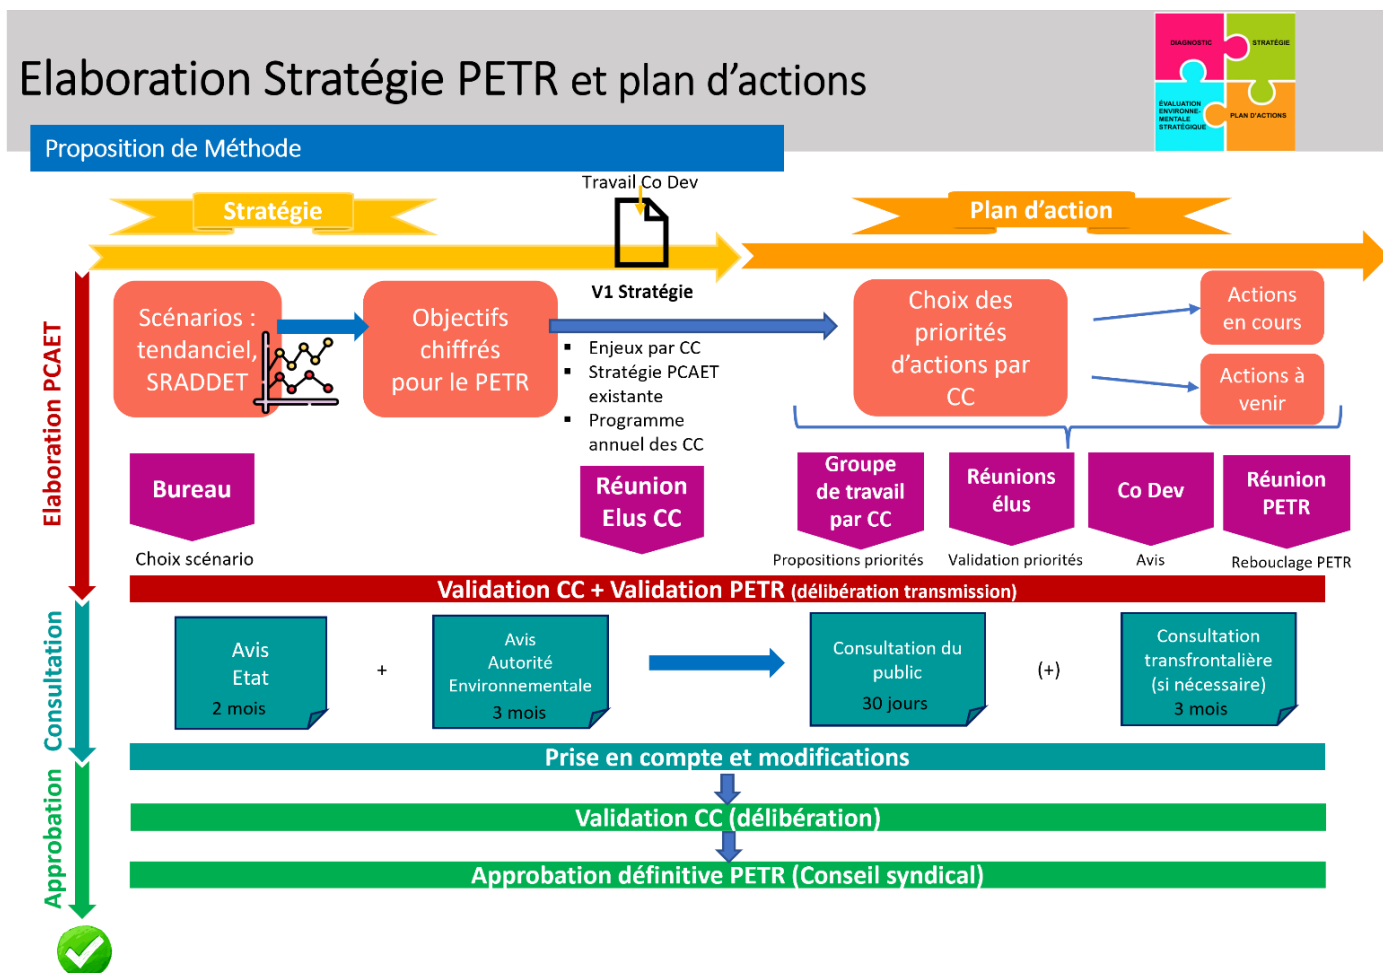 Elaboration Stratégie PETR et plan d'actions
DIAGNOSTIC
STRATÉGIE
ÉVALUATION
ENVIRONNE-
MENTALE
STRATÉGIQUE
PLAN D'ACTIONS
Proposition de Méthode
Travail Co Dev
Stratégie
Plan d'action
V1 Stratégie
Elaboration PCAET
Scénarios :
tendanciel,
SRADDET
Objectifs
chiffrés
pour le PETR
▪ Enjeux par CC
▪ Stratégie PCAET
existante
▪ Programme
annuel des CC
Choix des
priorités
d'actions par
CC
Actions
en cours
Actions à
venir
Bureau
Choix scénario
Réunion
Elus CC
Groupe
de travail
par CC
Propositions priorités
Réunions
élus
Validation priorités
Co Dev
Avis
Réunion
PETR
Rebouclage PETR
Validation CC + Validation PETR (délibération transmission)
Consultation
Avis
Etat
2 mois
+
Avis
Autorité
Environnementale
3 mois
Consultation du
public
30 jours
(+)
Consultation
transfrontalière
(si nécessaire)
3 mois
Prise en compte et modifications
Approbation
Validation CC (délibération)
Approbation définitive PETR (Conseil syndical)